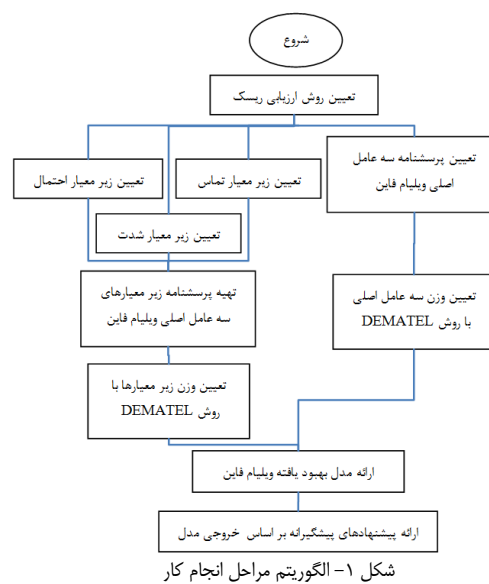 شروع
تعیین روش ارزیابی ریسک
تعیین پرسشنامه سه عامل
اصلی ویلیام فاین
تعیین زیر معیار تماس
تعیین زیر معیار احتمال
تعیین زیر معیار شدت
تهیه پرسشنامه زیر معیارهای
سه عامل اصلی ویلیام فاین
تعیین وزن سه عامل اصلی
با روش DEMATEL
تعیین وزن زیر معیارها با
روش DEMATEL
ارائه مدل بهبود یافته ویلیام فاین
ارائه پیشنهادهای پیشگیرانه بر اساس خروجی مدل
شکل ۱- الگوریتم مراحل انجام کار